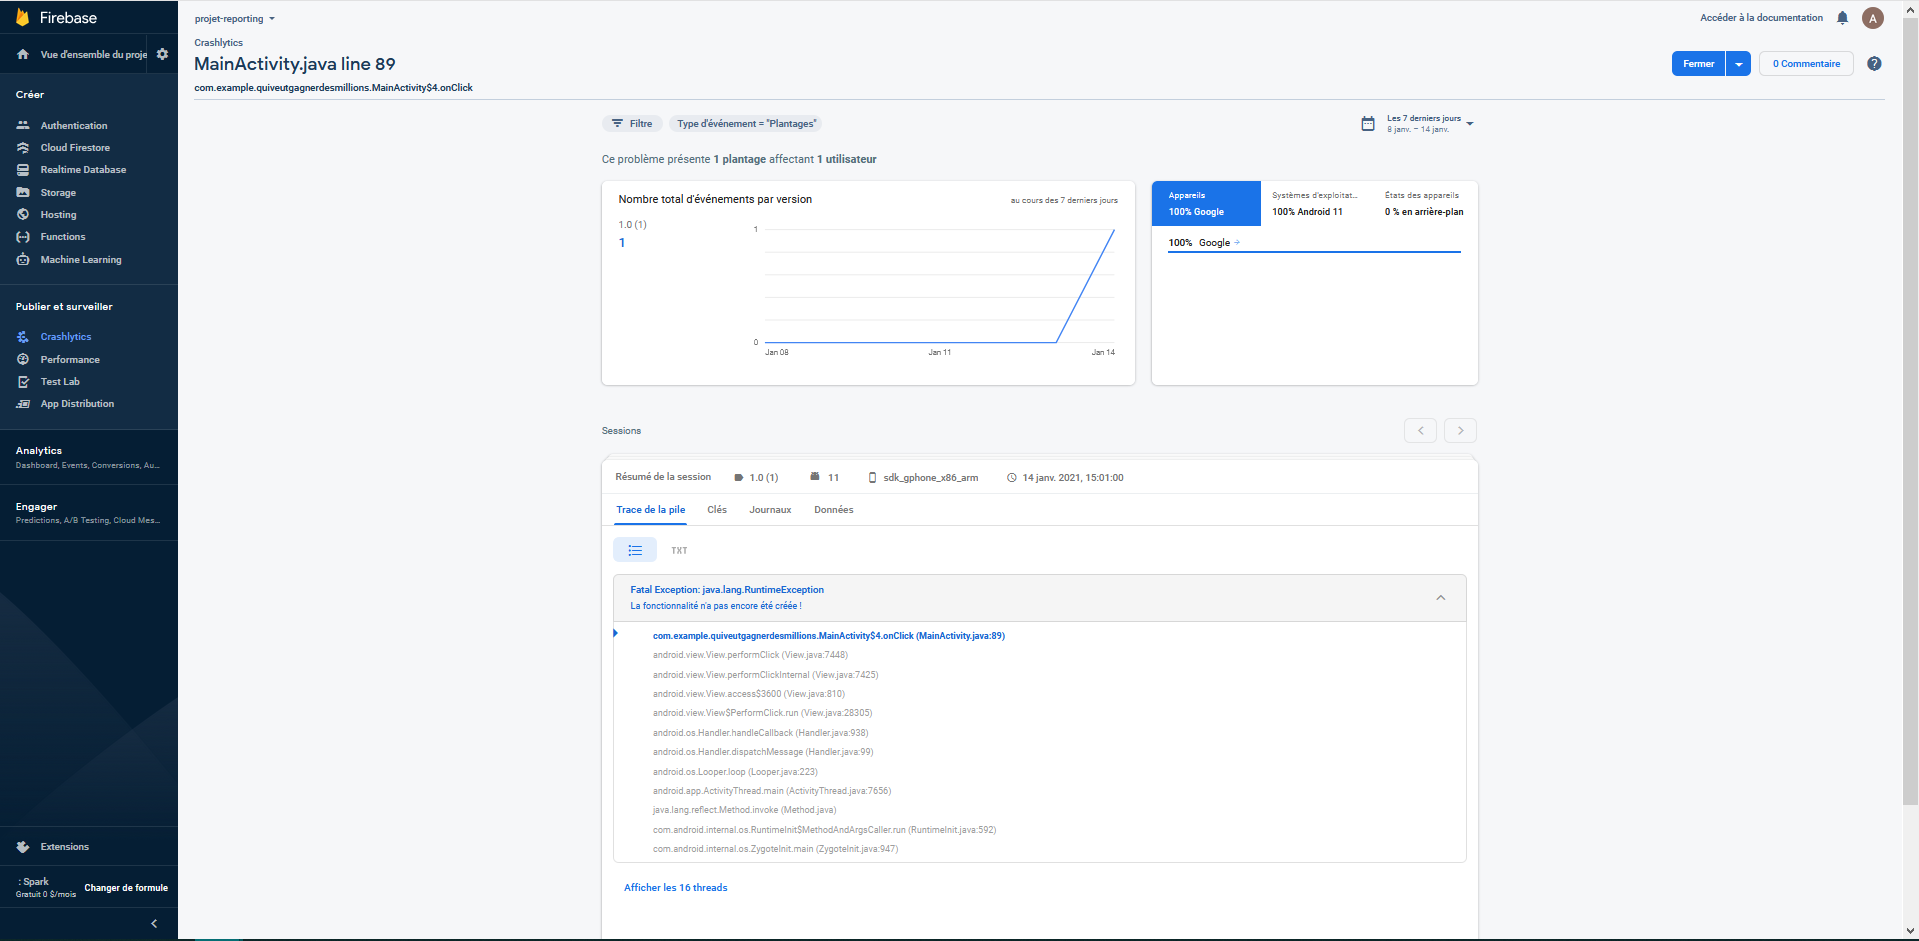 Firebase
Vue d'ensemble du proje
Créer
Authentication
Cloud Firestore
Realtime Database
Storage
Hosting
Functions
Machine Learning
Publier et surveiller
Crashlytics
Performance
Test Lab
App Distribution
Analytics
Dashboard, Events, Conversions, Au...
Engager
Predictions, A/B Testing, Cloud Mes...
Extensions
: Spark
Gratuit 0 $/mois
Changer de formule
projet-reporting
Accéder à la documentation
A
Crashlytics
MainActivity.java line 89
com.example.quiveutgagnerdesmillions.MainActivity$4.onClick
Fermer
0 Commentaire
?
Filtre
Type d'événement = "Plantages"
Les 7 derniers jours
8 janv. – 14 janv.
Ce problème présente 1 plantage affectant 1 utilisateur
Nombre total d'événements par version
au cours des 7 derniers jours
1.0 (1)
1
1
0
Jan 08
Jan 11
Jan 14
Appareils
100% Google
Systèmes d'exploitat...
100% Android 11
États des appareils
0 % en arrière-plan
100% Google
Sessions
Résumé de la session
1.0 (1)
11
sdk_gphone_x86_arm
14 janv. 2021, 15:01:00
Trace de la pile
Clés
Journaux
Données
TXT
Fatal Exception: java.lang.RuntimeException
La fonctionnalité n'a pas encore été créée !
com.example.quiveutgagnerdesmillions.MainActivity$4.onClick (MainActivity.java:89)
android.view.View.performClick (View.java:7448)
android.view.View.performClickInternal (View.java:7425)
android.view.View.access$3600 (View.java:810)
android.view.View$PerformClick.run (View.java:28305)
android.os.Handler.handleCallback (Handler.java:938)
android.os.Handler.dispatchMessage (Handler.java:99)
android.os.Looper.loop (Looper.java:223)
android.app.ActivityThread.main (ActivityThread.java:7656)
java.lang.reflect.Method.invoke (Method.java)
com.android.internal.os.RuntimeInit$MethodAndArgsCaller.run (RuntimeInit.java:592)
com.android.internal.os.ZygoteInit.main (ZygoteInit.java:947)
Afficher les 16 threads